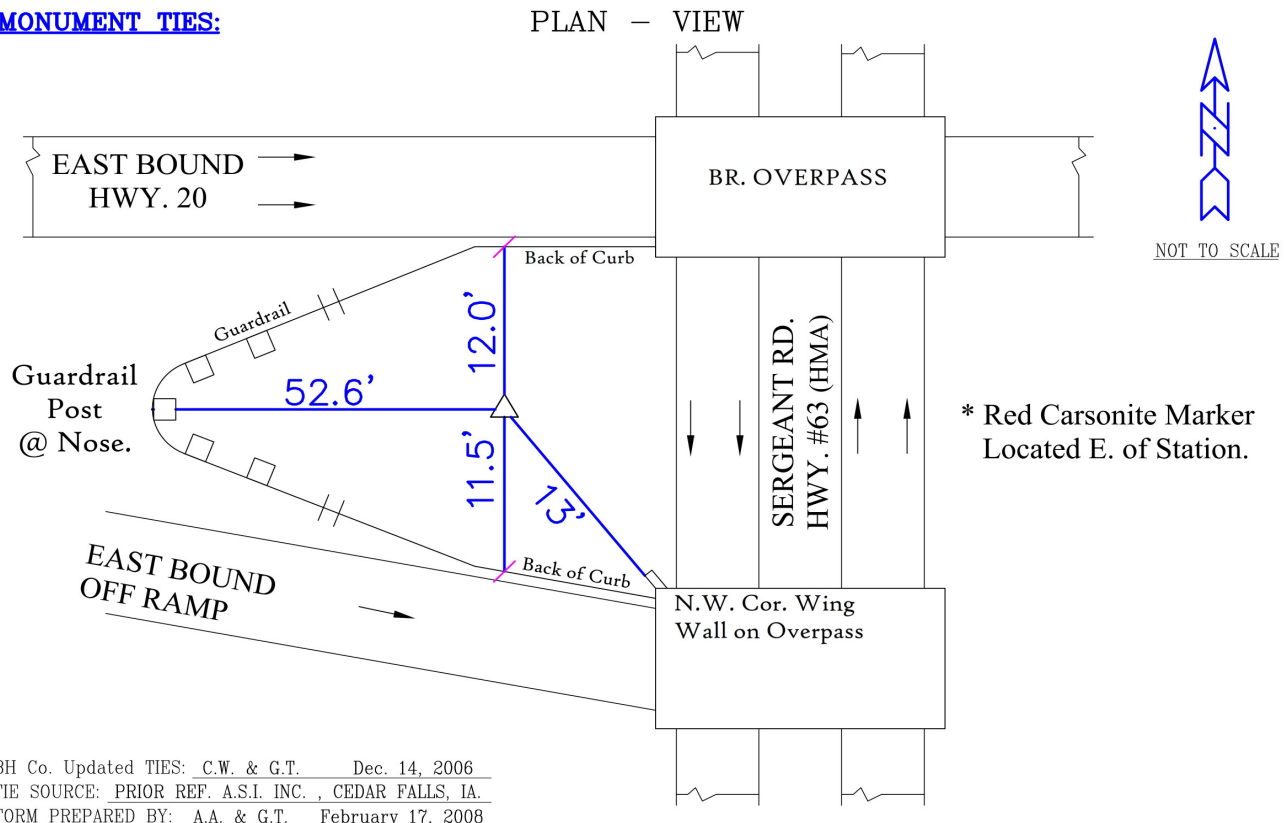 MONUMENT TIES:
PLAN - VIEW
EAST BOUND
HWY. 20
BR. OVERPASS
N
NOT TO SCALE
Back of Curb
Guardrail
12.0'
Guardrail
Post
@ Nose.
52.6'
11.5'
13'
SERGEANT RD.
HWY. #63 (HMA)
* Red Carsonite Marker
Located E. of Station.
EAST BOUND
OFF RAMP
Back of Curb
N.W. Cor. Wing
Wall on Overpass
BH Co. Updated TIES: C.W. & G.T. Dec. 14, 2006
TIE SOURCE: PRIOR REF. A.S.I. INC. , CEDAR FALLS, IA.
FORM PREPARED BY: A.A. & G.T. February 17, 2008